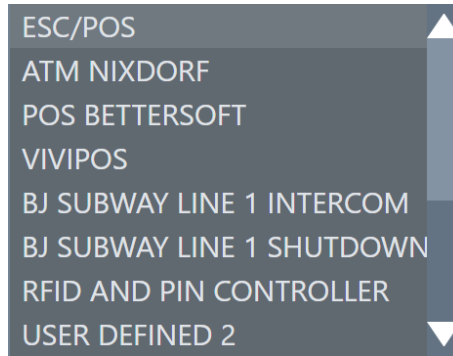 ESC/POS
ATM NIXDORF
POS BETTERSOFT
VIVIPOS
BJ SUBWAY LINE 1 INTERCOM
BJ SUBWAY LINE 1 SHUTDOWN
RFID AND PIN CONTROLLER
USER DEFINED 2